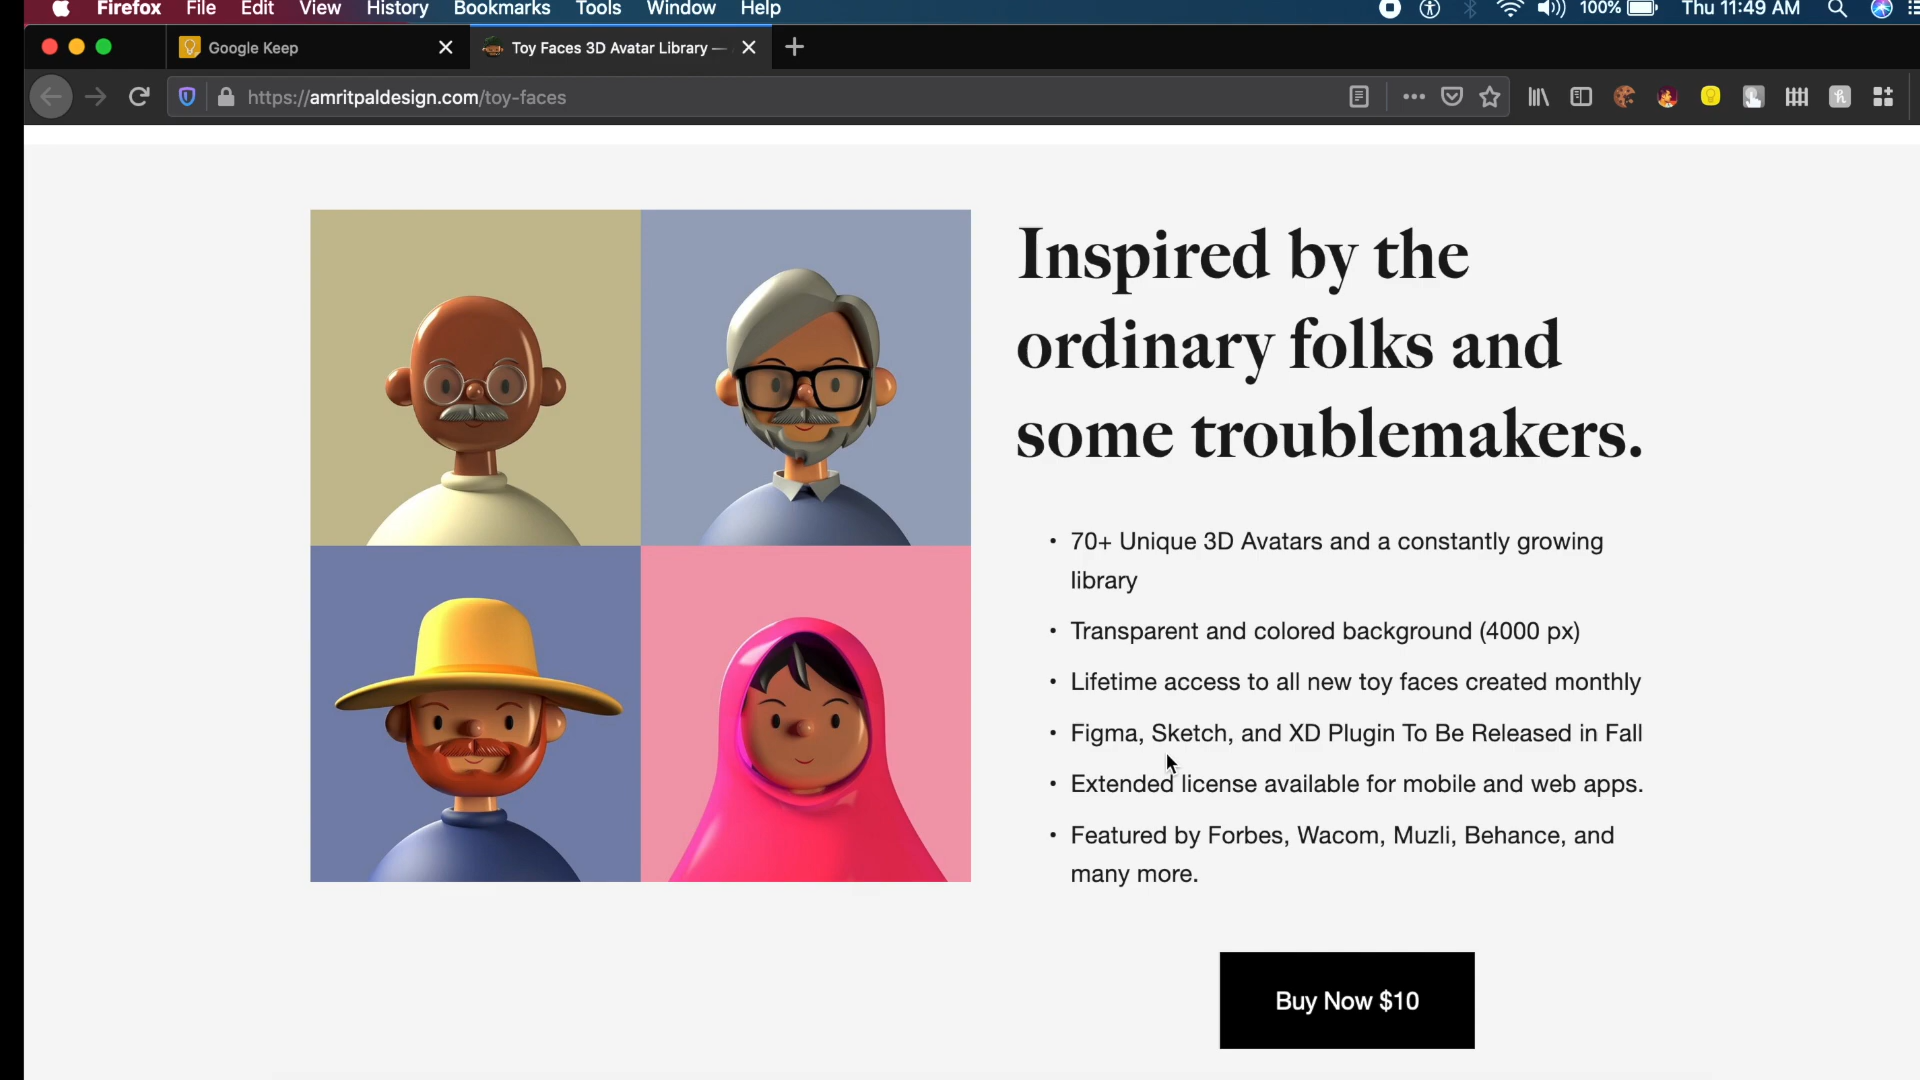 Firefox File Edit View History Bookmarks Tools Window Help 100% Thu 11:49 AM
Google Keep
Toy Faces 3D Avatar Library —
https://amritpaldesign.com/toy-faces
Inspired by the
ordinary folks and
some troublemakers.
• 70+ Unique 3D Avatars and a constantly growing
library
• Transparent and colored background (4000 px)
• Lifetime access to all new toy faces created monthly
• Figma, Sketch, and XD Plugin To Be Released in Fall
• Extended license available for mobile and web apps.
• Featured by Forbes, Wacom, Muzli, Behance, and
many more.
Buy Now $10